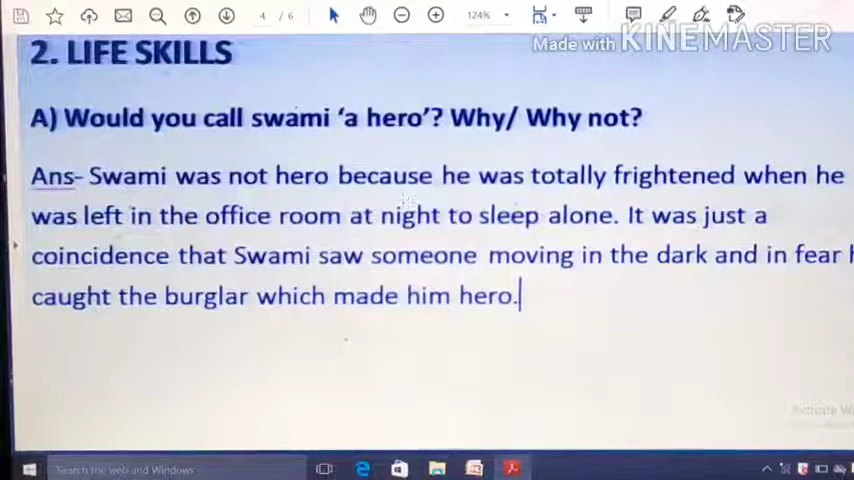 4 / 6
124%
Made with KINEMASTER
2. LIFE SKILLS
A) Would you call swami ‘a hero’? Why/ Why not?
Ans- Swami was not hero because he was totally frightened when he
was left in the office room at night to sleep alone. It was just a
coincidence that Swami saw someone moving in the dark and in fear h
caught the burglar which made him hero.
Search the web and Windows